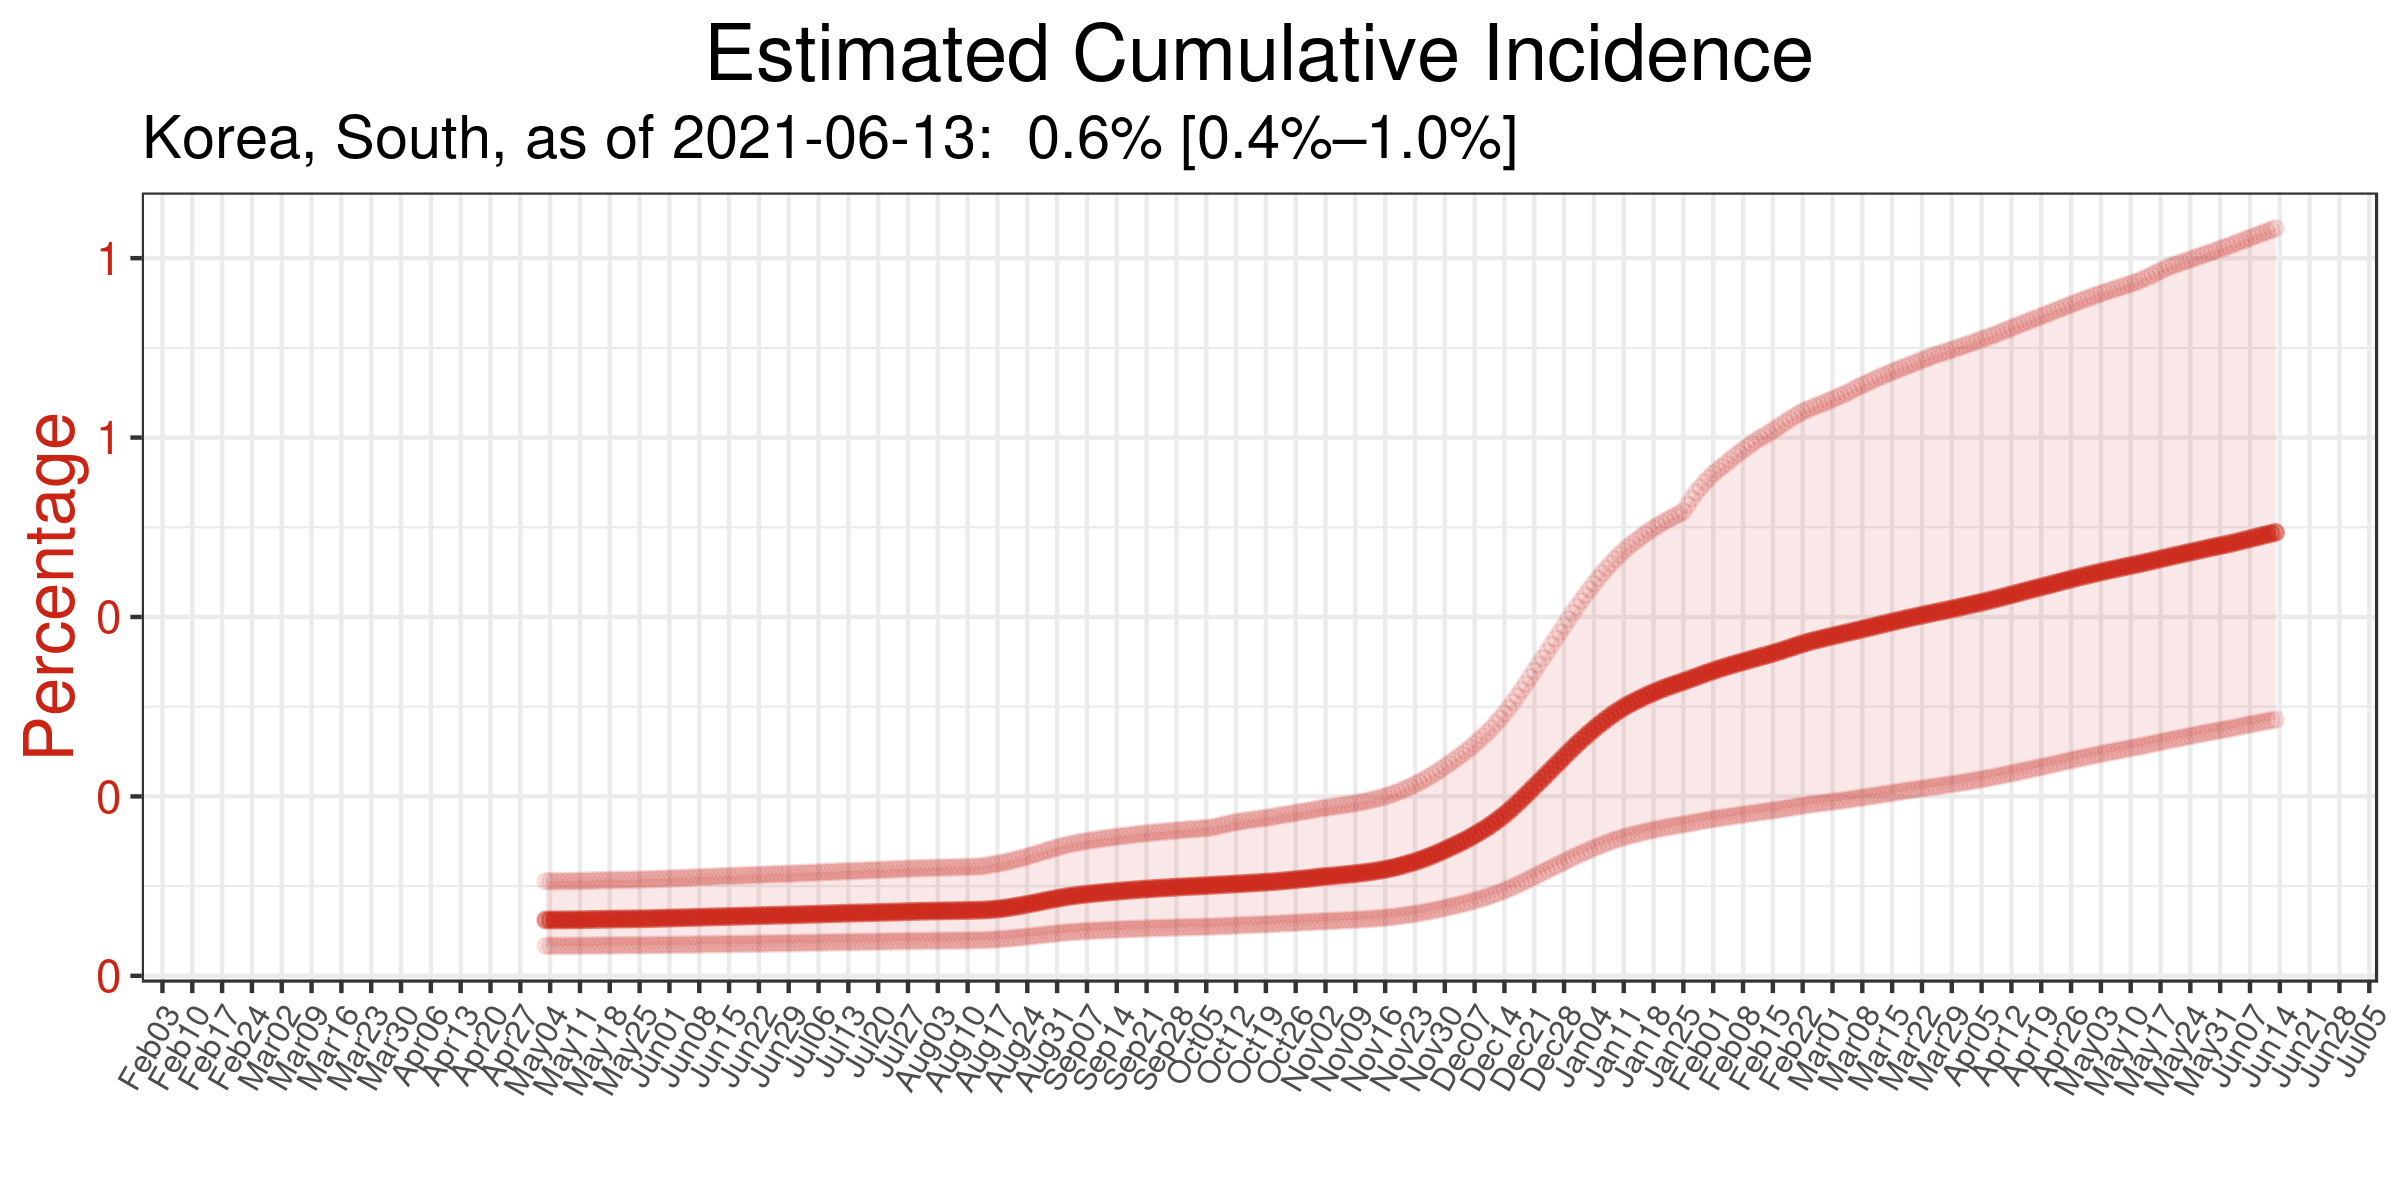 Estimated Cumulative Incidence
Korea, South, as of 2021-06-13:  0.6% [0.4%–1.0%]
Percentage
1
1
0
0
0
Feb03
Feb10
Feb17
Feb24
Mar02
Mar09
Mar16
Mar23
Mar30
Apr06
Apr13
Apr20
Apr27
May04
May11
May18
May25
Jun01
Jun08
Jun15
Jun22
Jun29
Jul06
Jul13
Jul20
Jul27
Aug03
Aug10
Aug17
Aug24
Aug31
Sep07
Sep14
Sep21
Sep28
Oct05
Oct12
Oct19
Oct26
Nov02
Nov09
Nov16
Nov23
Nov30
Dec07
Dec14
Dec21
Dec28
Jan04
Jan11
Jan18
Jan25
Feb01
Feb08
Feb15
Feb22
Mar01
Mar08
Mar15
Mar22
Mar29
Apr05
Apr12
Apr19
Apr26
May03
May10
May17
May24
May31
Jun07
Jun14
Jun21
Jun28
Jul05